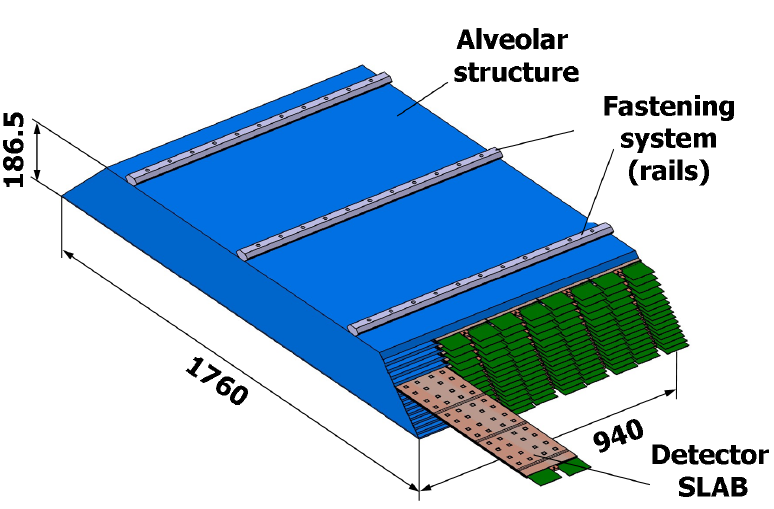 Alveolar
structure
Fastening
system
(rails)
186.5
1760
940
Detector
SLAB